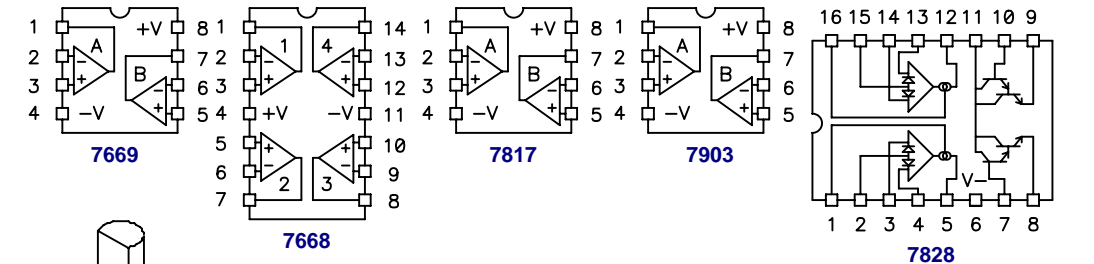 1 A +V 8
2 − 7
3 + B − 6
4 −V + 5
7669
1 1 4 14
2 − − 13
3 + + 12
4 +V −V 11
5 + + 10
6 − − 9
7 2 3 8
7668
1 A +V 8
2 − 7
3 + B − 6
4 −V + 5
7817
1 A +V 8
2 − 7
3 + B − 6
4 −V + 5
7903
16 15 14 13 12 11 10 9
− +
− +
V−
1 2 3 4 5 6 7 8
7828